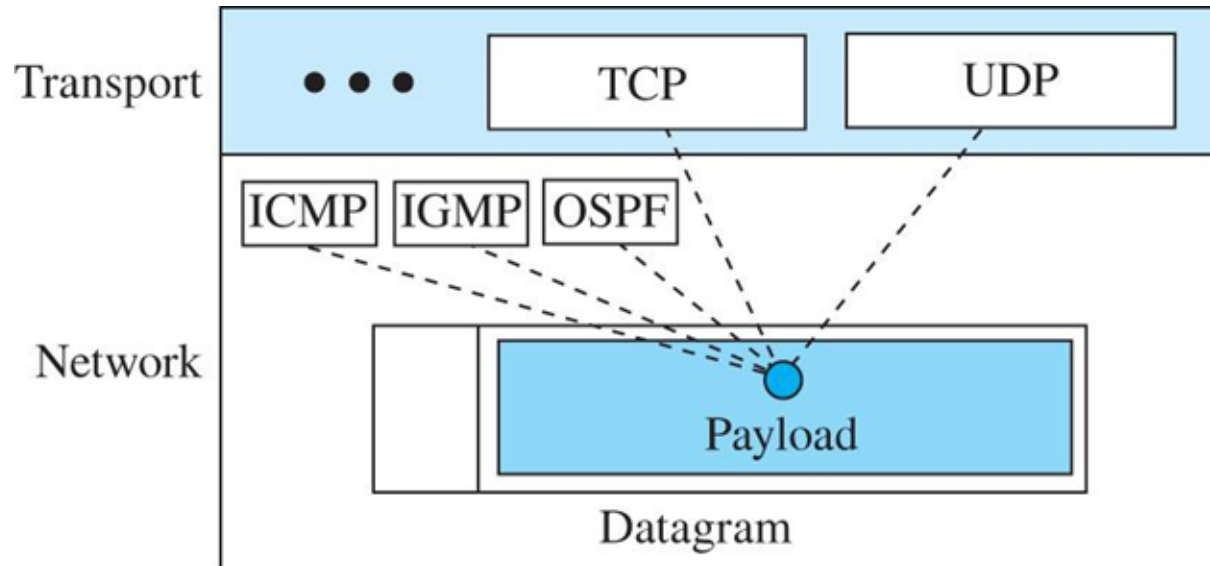 Transport
TCP
UDP
ICMP
IGMP
OSPF
Network
Payload
Datagram